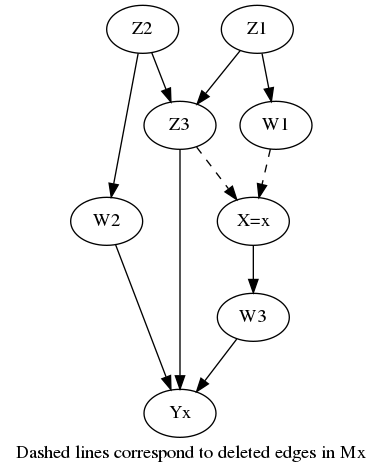 Z2
Z1
Z3
W1
W2
X=x
W3
Yx
Dashed lines correspond to deleted edges in Mx